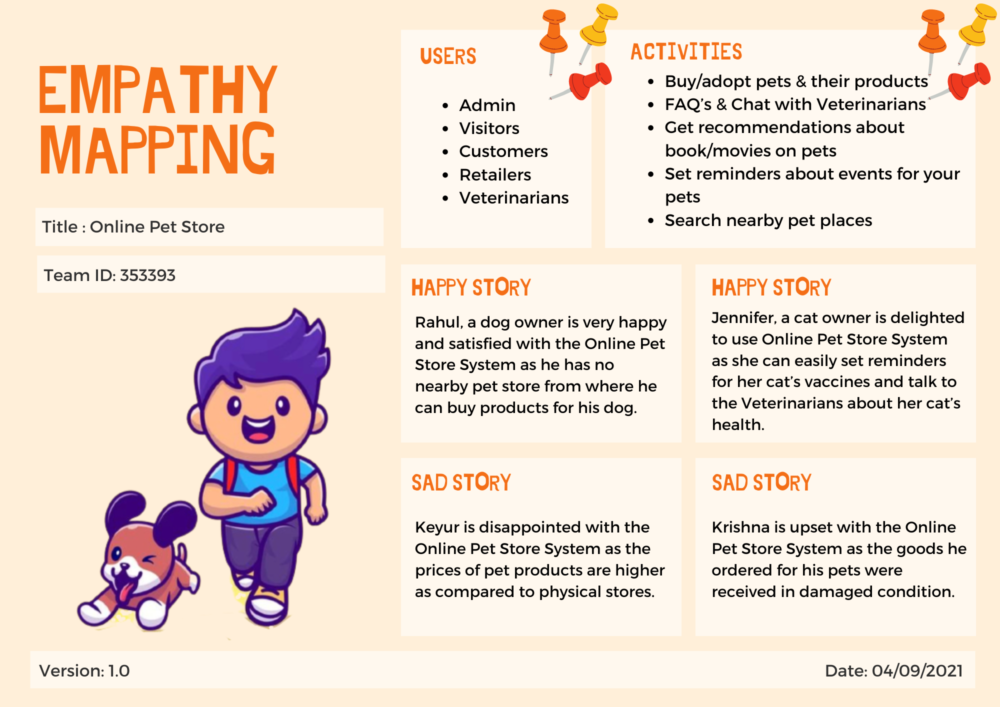 EMPATHY
MAPPING
Title : Online Pet Store
Team ID: 353393
USERS
• Admin
• Visitors
• Customers
• Retailers
• Veterinarians
ACTIVITIES
• Buy/adopt pets & their products
• FAQ's & Chat with Veterinarians
• Get recommendations about
book/movies on pets
• Set reminders about events for your
pets
• Search nearby pet places
HAPPY STORY
Rahul, a dog owner is very happy
and satisfied with the Online Pet
Store System as he has no
nearby pet store from where he
can buy products for his dog.
HAPPY STORY
Jennifer, a cat owner is delighted
to use Online Pet Store System
as she can easily set reminders
for her cat's vaccines and talk to
the Veterinarians about her cat's
health.
SAD STORY
Keyur is disappointed with the
Online Pet Store System as the
prices of pet products are higher
as compared to physical stores.
SAD STORY
Krishna is upset with the Online
Pet Store System as the goods he
ordered for his pets were
received in damaged condition.
Version: 1.0
Date: 04/09/2021